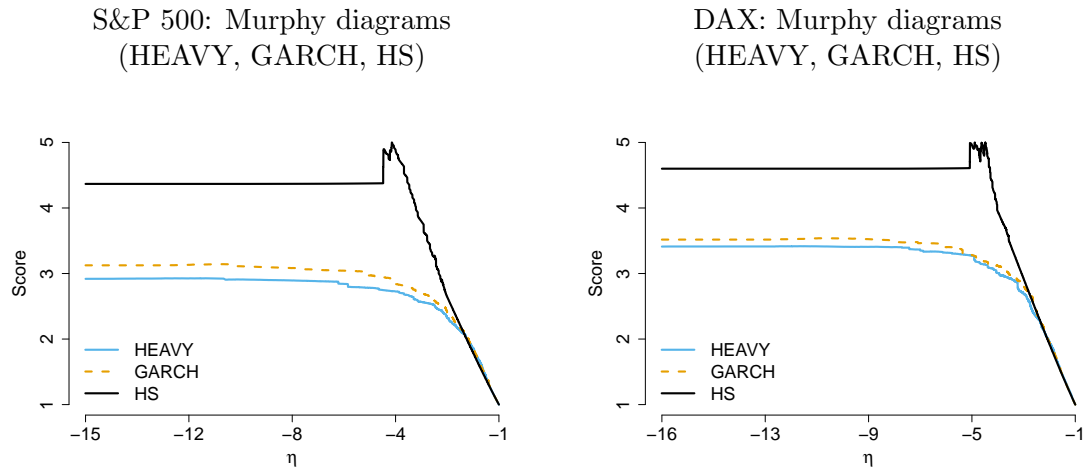 S&P 500: Murphy diagrams
(HEAVY, GARCH, HS)
5
4
3
2
1
Score
HEAVY
GARCH
HS
−15
−12
−8
−4
−1
η
DAX: Murphy diagrams
(HEAVY, GARCH, HS)
5
4
3
2
1
Score
HEAVY
GARCH
HS
−16
−13
−9
−5
−1
η